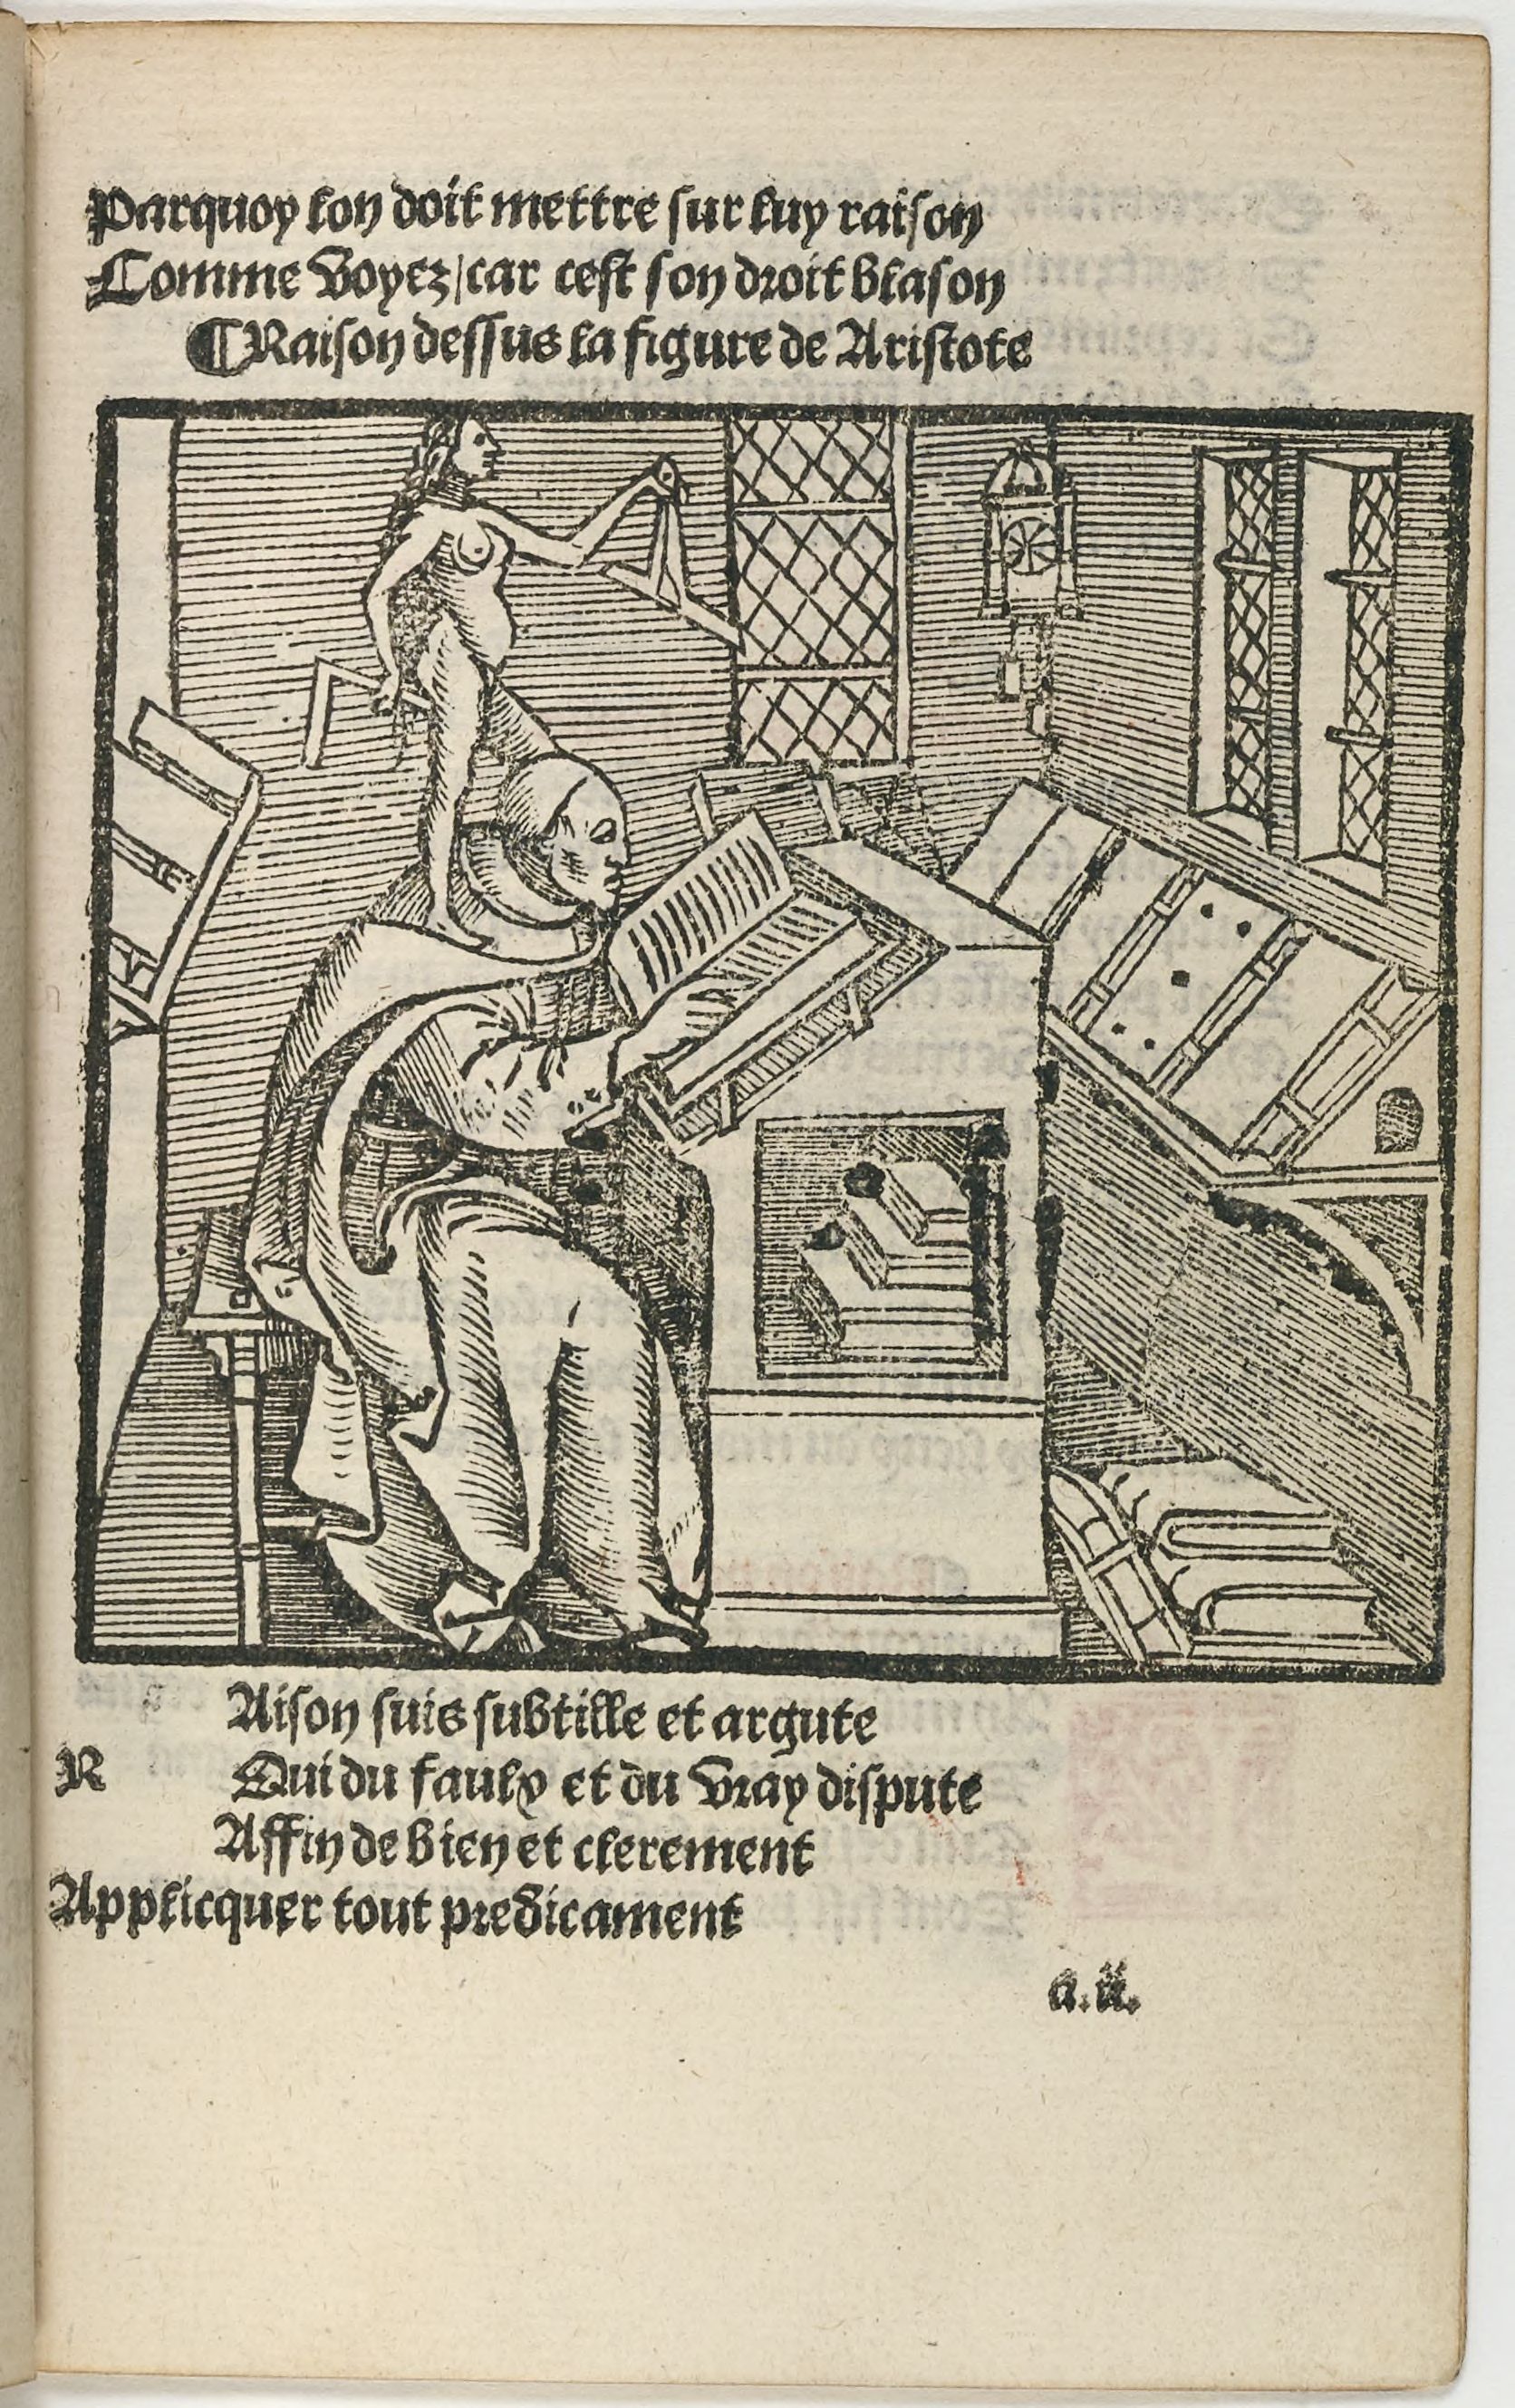 Parquoy lon doit mettre sur luy raison
Comme voyez/car cest son droit blason
¶Raison dessus la figure de Aristote
Aison suis subtille et argute
R
Qui du faulx et du vray dispute
Affin de bien et clerement
Applicquer tout predicament
a.ii.